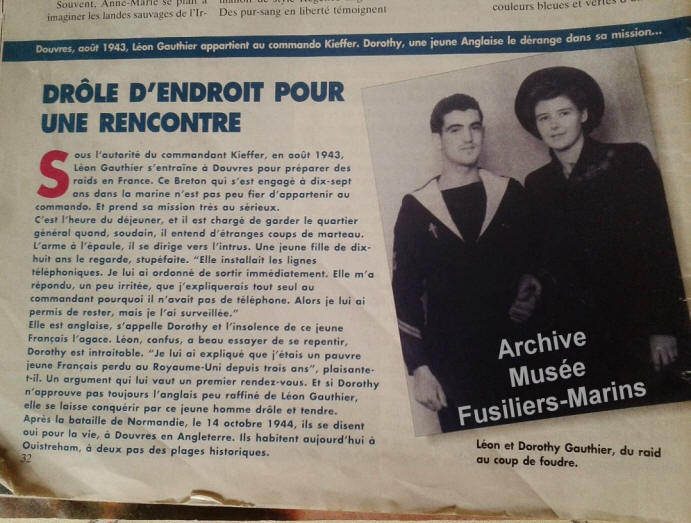 Souvent, Anne-Marie se plaît à
imaginer les landes sauvages de l'Ir-
Des pur-sang en liberté témoignent
couleurs bleues et vertes
Douvres, août 1943, Léon Gauthier appartient au commando Kieffer. Dorothy, une jeune Anglaise le dérange dans sa mission...
DRÔLE D'ENDROIT POUR
UNE RENCONTRE
Sous l'autorité du commandant Kieffer, en août 1943,
Léon Gauthier s'entraîne à Douvres pour préparer des
raids en France. Ce Breton qui s'est engagé à dix-sept
ans dans la marine n'est pas peu fier d'appartenir au
commando. Et prend sa mission très au sérieux.
C'est l'heure du déjeuner, et il est chargé de garder le quartier
général quand, soudain, il entend d'étranges coups de marteau.
L'arme à l'épaule, il se dirige vers l'intrus. Une jeune fille de dix-
huit ans le regarde, stupéfaite. "Elle installait les lignes
téléphoniques. Je lui ai ordonné de sortir immédiatement. Elle m'a
répondu, un peu irritée, que j'expliquerais tout seul au
commandant pourquoi il n'avait pas de téléphone. Alors je lui ai
permis de rester, mais je l'ai surveillée."
Elle est anglaise, s'appelle Dorothy et l'insolence de ce jeune
Français l'agace. Léon, confus, a beau essayer de se repentir,
Dorothy est intraitable. "Je lui ai expliqué que j'étais un pauvre
jeune Français perdu au Royaume-Uni depuis trois ans", plaisante-
t-il. Un argument qui lui vaut un premier rendez-vous. Et si Dorothy
n'approuve pas toujours l'anglais peu raffiné de Léon Gauthier,
elle se laisse conquérir par ce jeune homme drôle et tendre.
Après la bataille de Normandie, le 14 octobre 1944, ils se disent
oui pour la vie, à Douvres en Angleterre. Ils habitent aujourd'hui à
Ouistreham, à deux pas des plages historiques.
32
Archive
Musée
Fusiliers-Marins
Léon et Dorothy Gauthier, du raid
au coup de foudre.